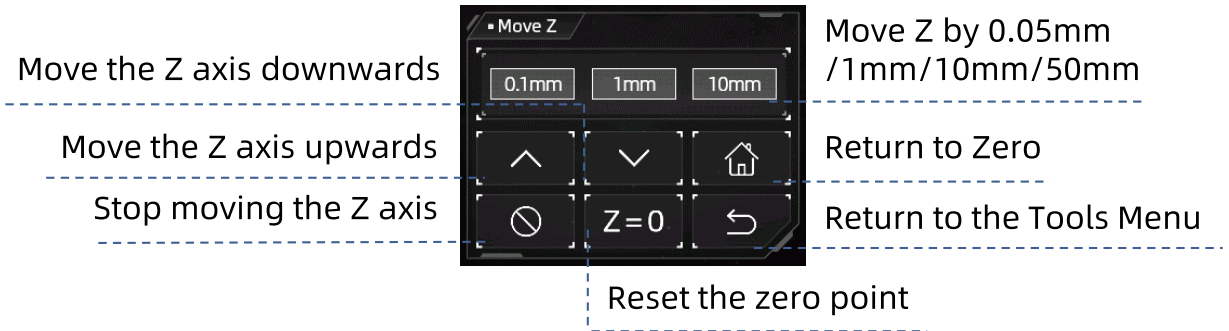 Move Z
Move Z by 0.05mm
/1mm/10mm/50mm
Move the Z axis downwards
0.1mm 1mm 10mm
Move the Z axis upwards
Return to Zero
Stop moving the Z axis
Z=0
Return to the Tools Menu
Reset the zero point